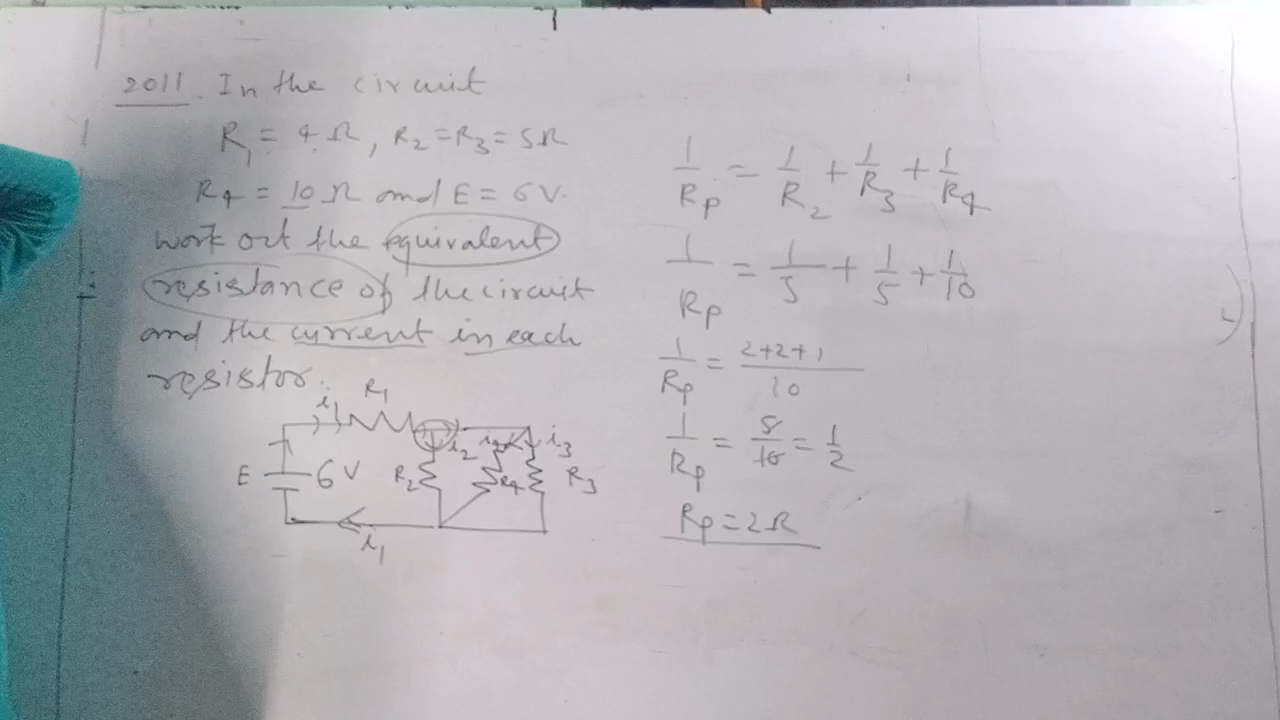 2011. In the circuit
R₁ = 4 Ω, R₂ = R₃ = 5Ω
R₄ = 10 Ω and E = 6 V.
work out the equivalent
resistance of the circuit
and the current in each
resistor.
R₁
i₁
i₂
i₄
i₃
E
6 V
R₂
R₄
R₃
i₁
1/Rp = 1/R₂ + 1/R₃ + 1/R₄
1/Rp = 1/5 + 1/5 + 1/10
1/Rp = 2+2+1/10
1/Rp = 5/10 = 1/2
Rp = 2Ω